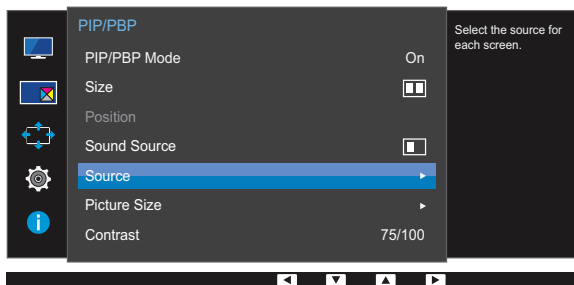 PIP/PBP
PIP/PBP Mode On
Size
Position
Sound Source
Source
Picture Size
Contrast 75/100
Select the source for
each screen.